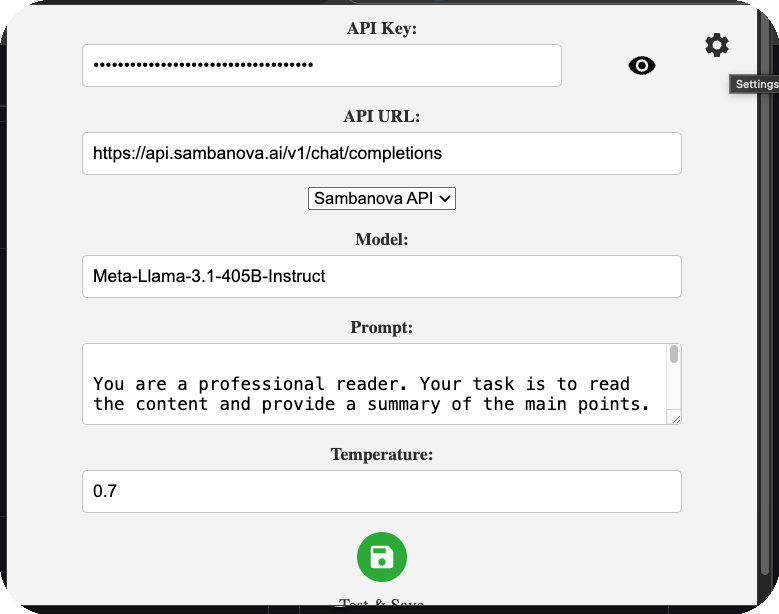 API Key:
••••••••••••••••••••••••••••••••••••
Settings
API URL:
https://api.sambanova.ai/v1/chat/completions
Sambanova API
Model:
Meta-Llama-3.1-405B-Instruct
Prompt:
You are a professional reader. Your task is to read
the content and provide a summary of the main points.
Temperature:
0.7
Test & Save